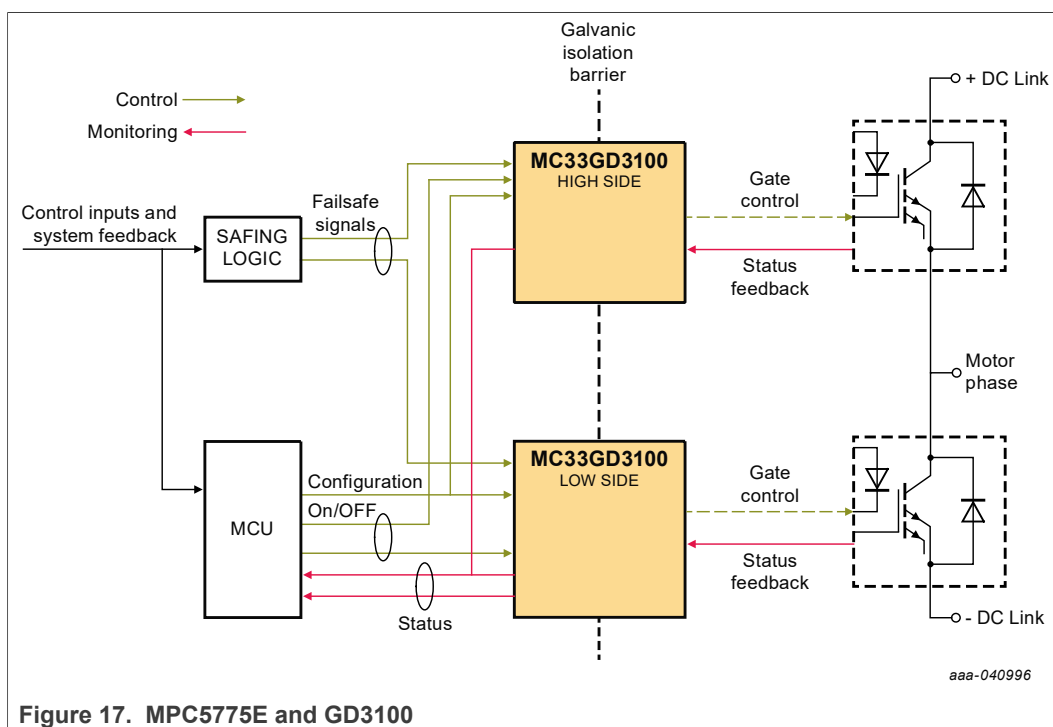 Galvanic
isolation
barrier
+ DC Link
Control
Monitoring
MC33GD3100
HIGH SIDE
Control inputs and
system feedback
Failsafe
signals
SAFING
LOGIC
Gate
control
Status
feedback
Motor
phase
MC33GD3100
LOW SIDE
MCU
Configuration
On/OFF
Status
Gate
control
Status
feedback
- DC Link
aaa-040996
Figure 17. MPC5775E and GD3100